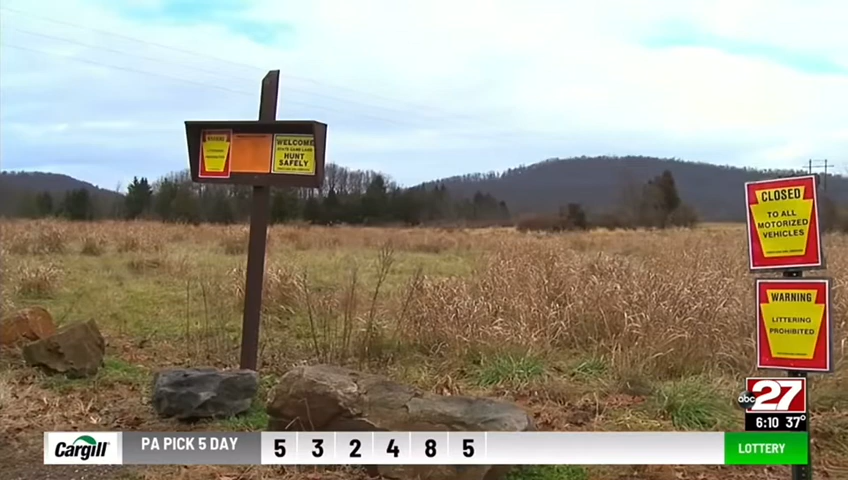 WELCOME
STATE GAME LAND
HUNT
SAFELY
CLOSED
TO ALL
MOTORIZED
VEHICLES
WARNING
LITTERING
PROHIBITED
abc 27
6:10 37°
Cargill
PA PICK 5 DAY
5 3 2 4 8 5
LOTTERY